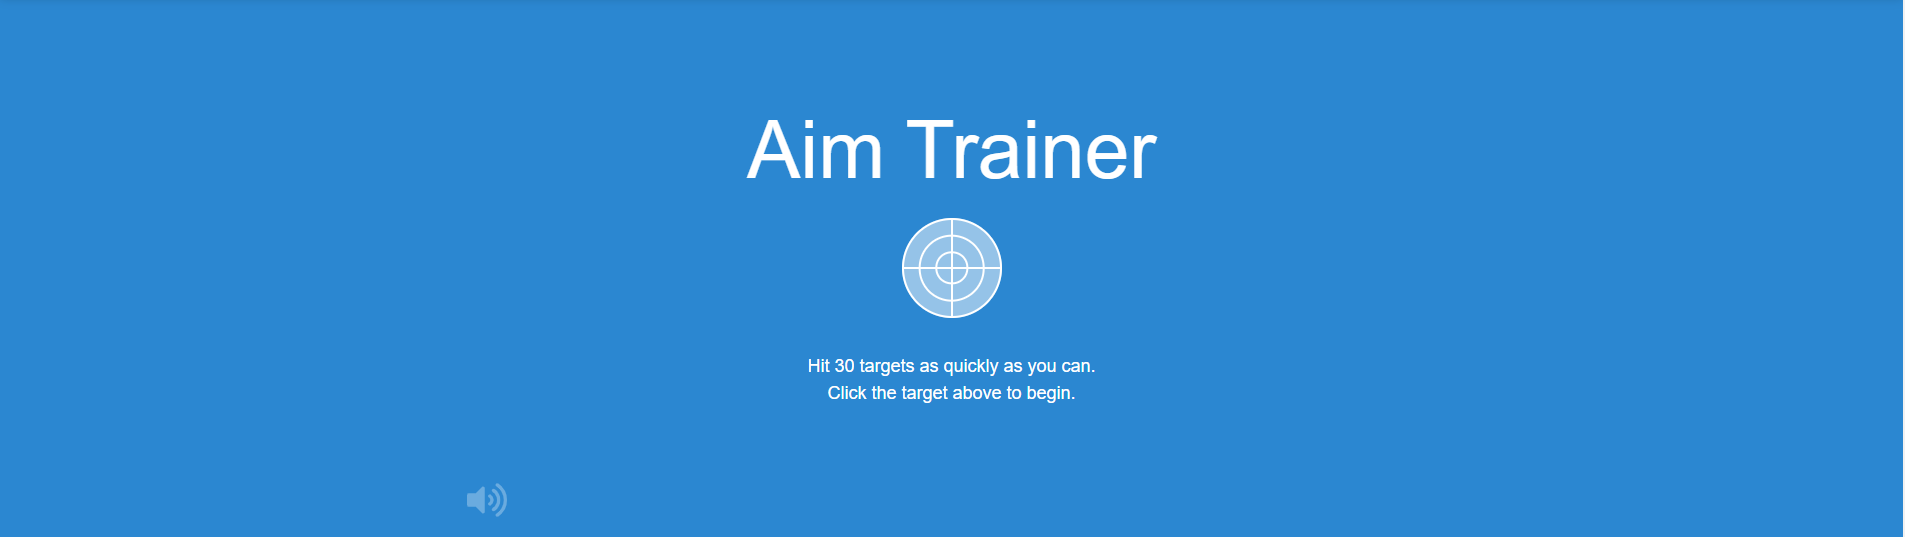 Aim Trainer
Hit 30 targets as quickly as you can.
Click the target above to begin.